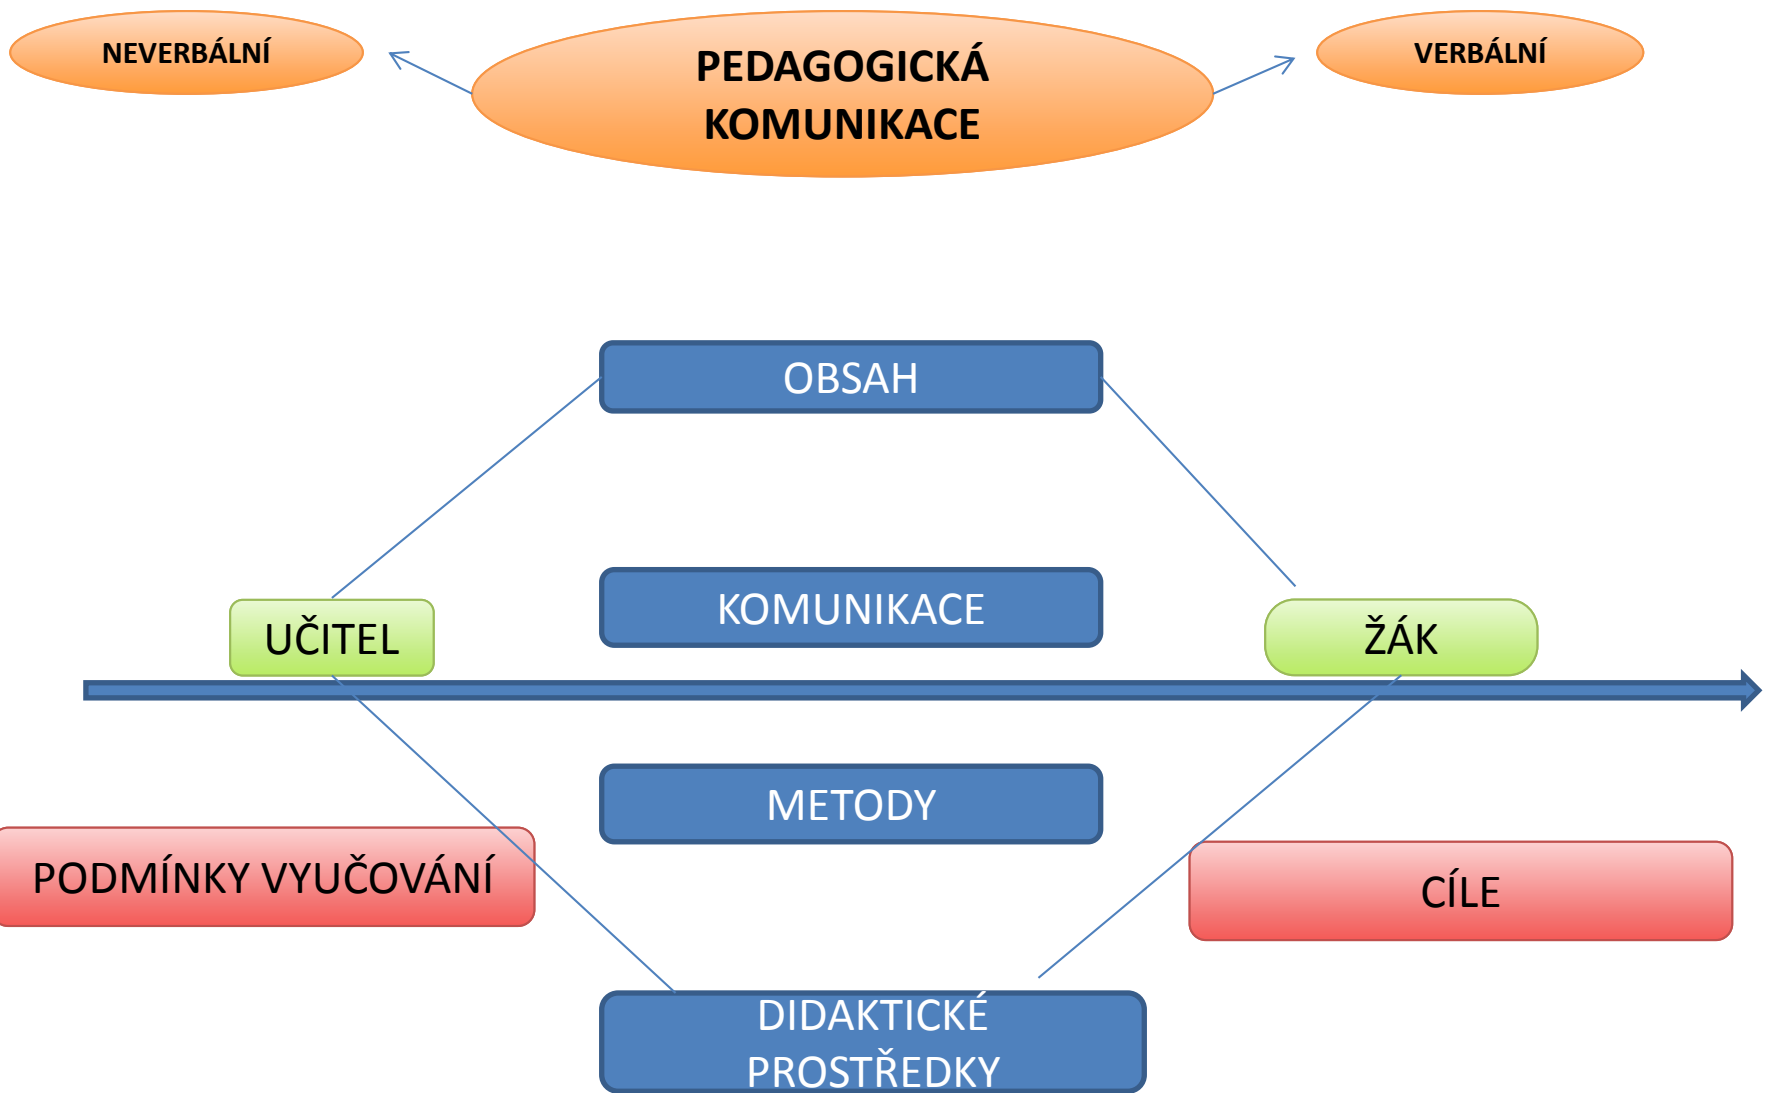 NEVERBÁLNÍ
PEDAGOGICKÁ
KOMUNIKACE
VERBÁLNÍ
OBSAH
KOMUNIKACE
UČITEL
ŽÁK
METODY
PODMÍNKY VYUČOVÁNÍ
CÍLE
DIDAKTICKÉ
PROSTŘEDKY